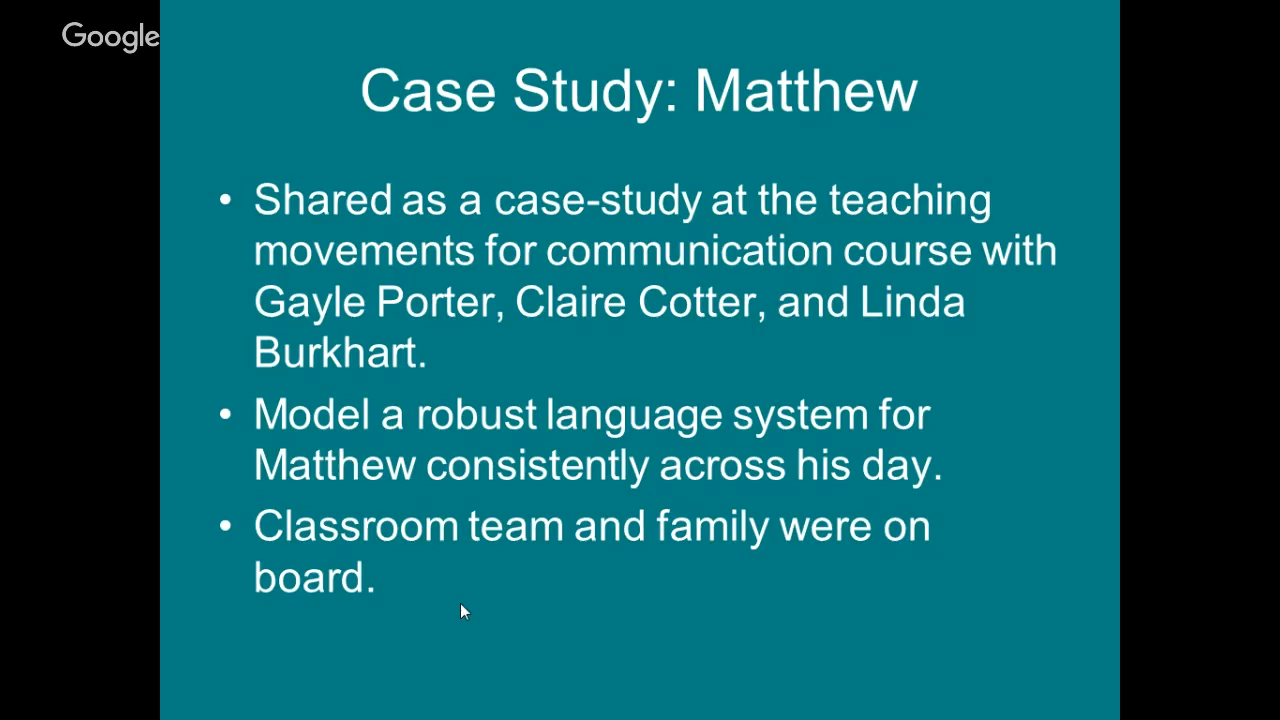 Google
Case Study: Matthew
• Shared as a case-study at the teaching
movements for communication course with
Gayle Porter, Claire Cotter, and Linda
Burkhart.
• Model a robust language system for
Matthew consistently across his day.
• Classroom team and family were on
board.